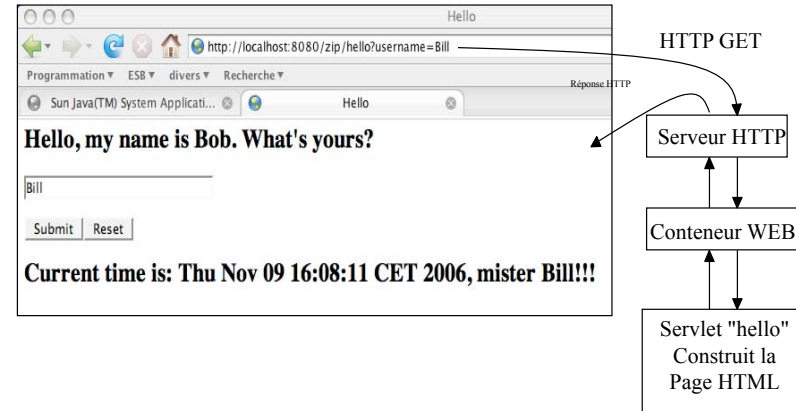 Hello
http://localhost:8080/zip/hello?username=Bill
HTTP GET
Programmation ESB divers Recherche
Réponse HTTP
Sun Java(TM) System Applicati... Hello
Hello, my name is Bob. What's yours?
Serveur HTTP
Bill
Submit Reset
Conteneur WEB
Current time is: Thu Nov 09 16:08:11 CET 2006, mister Bill!!!
Servlet "hello"
Construit la
Page HTML